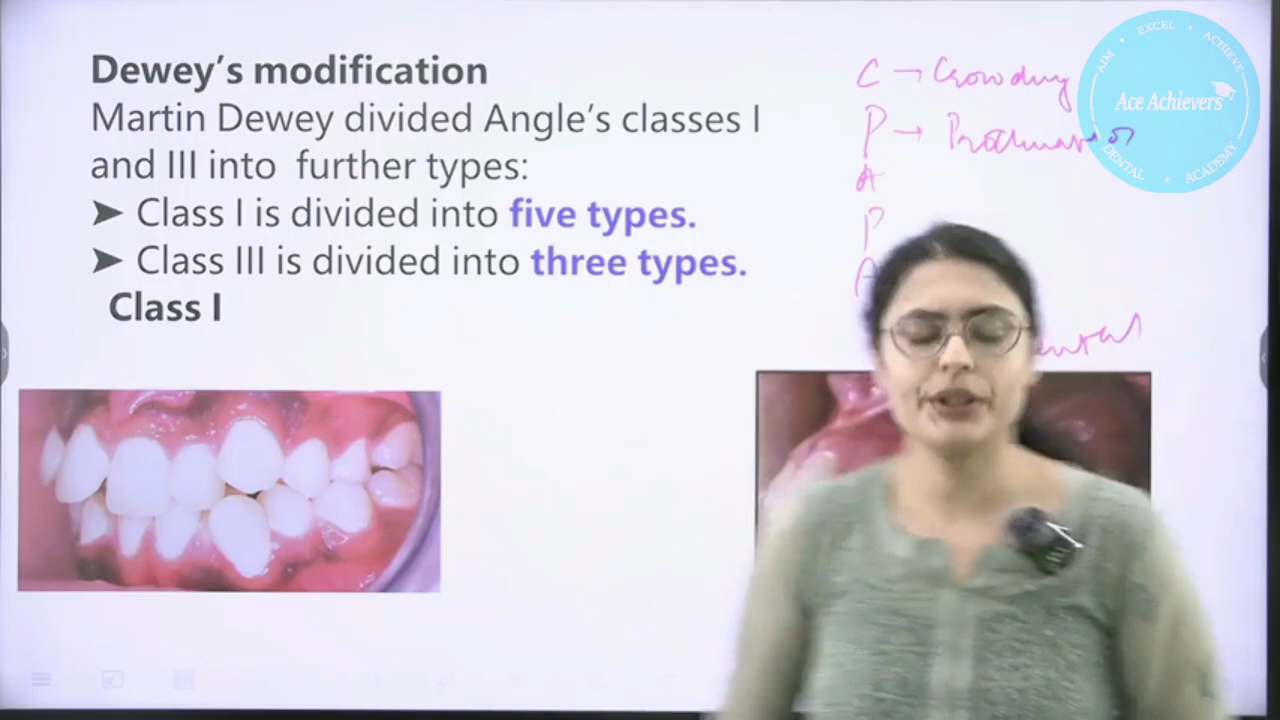 Dewey's modification
Martin Dewey divided Angle's classes I
and III into further types:
➤ Class I is divided into five types.
➤ Class III is divided into three types.
Class I
C → Crowding
P →
A
P
A
AIM • EXCEL • ACHIEVE
Ace Achievers
DENTAL • ACADEMY